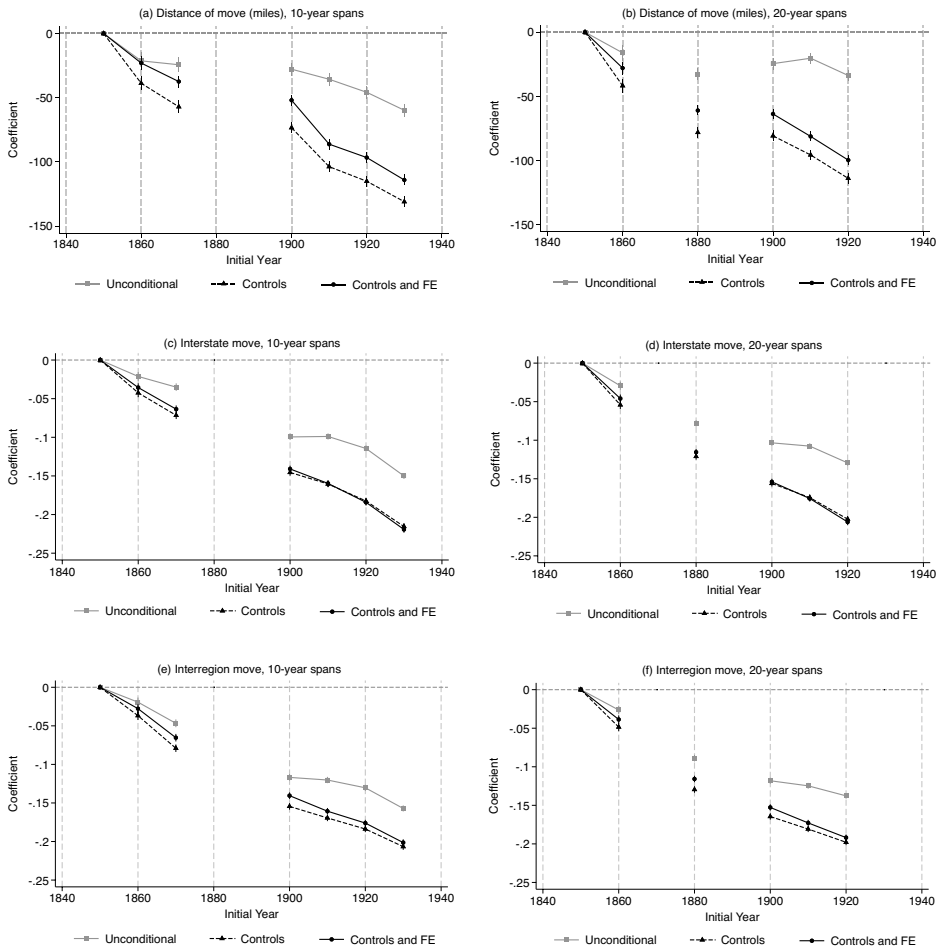 (a) Distance of move (miles), 10-year spans
0
-50
-100
-150
Coefficient
1840 1860 1880 1900 1920 1940
Initial Year
Unconditional Controls Controls and FE
(b) Distance of move (miles), 20-year spans
0
-50
-100
-150
Coefficient
1840 1860 1880 1900 1920 1940
Initial Year
Unconditional Controls Controls and FE
(c) Interstate move, 10-year spans
0
-.05
-.1
-.15
-.2
-.25
Coefficient
1840 1860 1880 1900 1920 1940
Initial Year
Unconditional Controls Controls and FE
(d) Interstate move, 20-year spans
0
-.05
-.1
-.15
-.2
-.25
Coefficient
1840 1860 1880 1900 1920 1940
Initial Year
Unconditional Controls Controls and FE
(e) Interregion move, 10-year spans
0
-.05
-.1
-.15
-.2
-.25
Coefficient
1840 1860 1880 1900 1920 1940
Initial Year
Unconditional Controls Controls and FE
(f) Interregion move, 20-year spans
0
-.05
-.1
-.15
-.2
-.25
Coefficient
1840 1860 1880 1900 1920 1940
Initial Year
Unconditional Controls Controls and FE